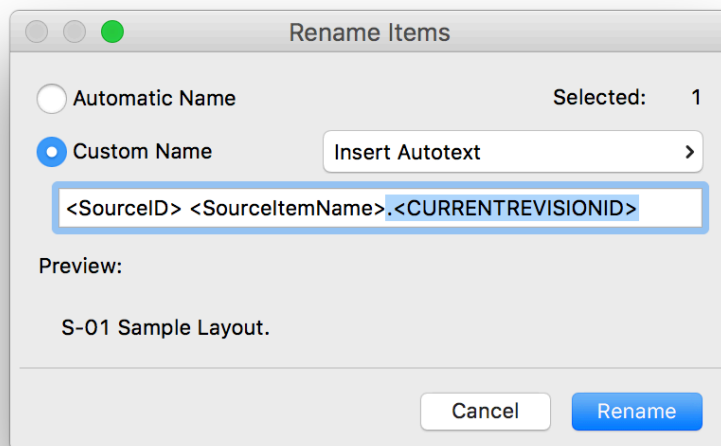 Rename Items
Automatic Name
Selected: 1
Custom Name
Insert Autotext
<SourceID> <SourceItemName>.<CURRENTREVISIONID>
Preview:
S-01 Sample Layout.
Cancel
Rename